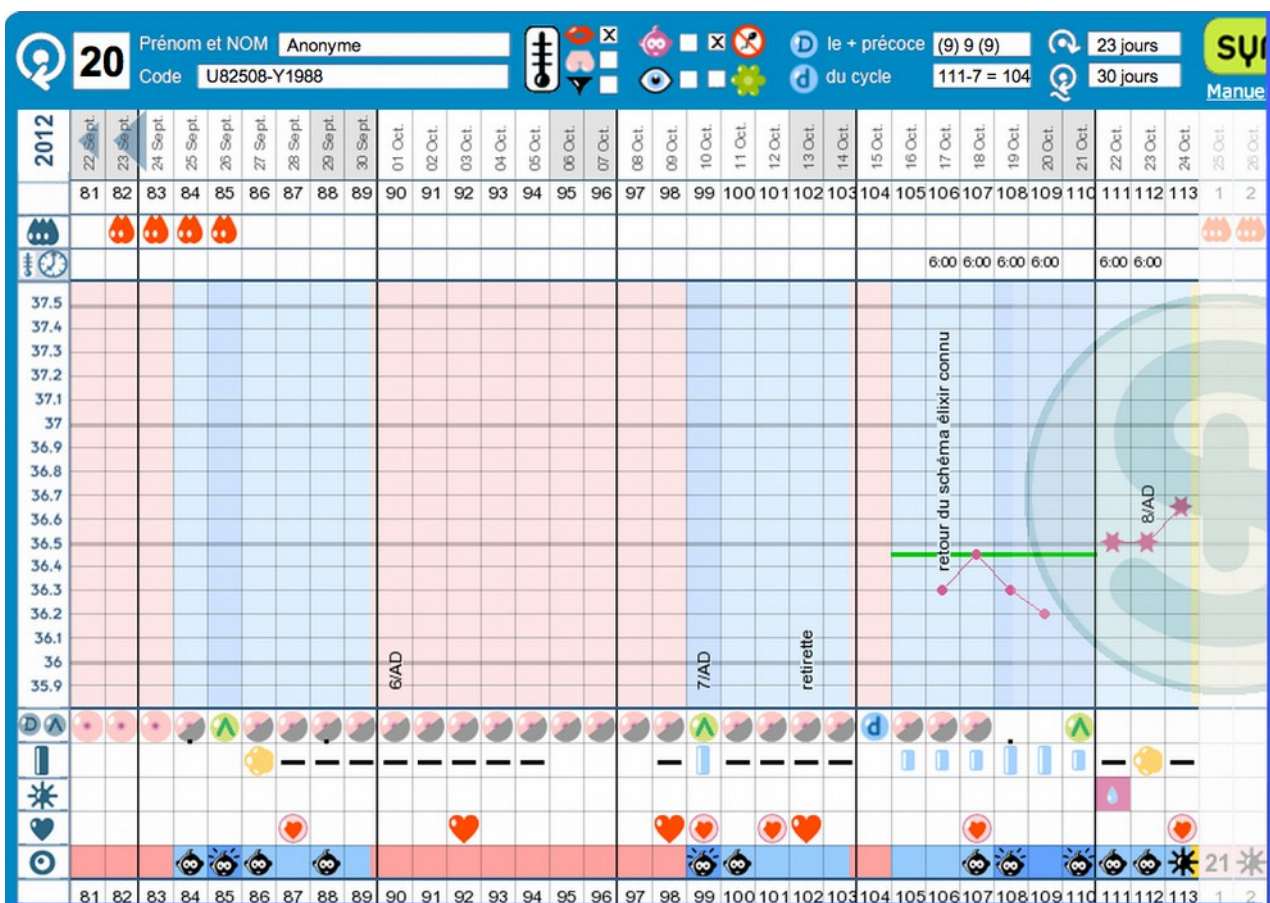 20 Prénom et NOM Anonyme
Code U82508-Y1988
X X
D le + précoce (9) 9 (9) 23 jours
d du cycle 111-7 = 104 30 jours
Manue
2012 22 Sept. 23 Sept. 24 Sept. 25 Sept. 26 Sept. 27 Sept. 28 Sept. 29 Sept. 30 Sept. 01 Oct. 02 Oct. 03 Oct. 04 Oct. 05 Oct. 06 Oct. 07 Oct. 08 Oct. 09 Oct. 10 Oct. 11 Oct. 12 Oct. 13 Oct. 14 Oct. 15 Oct. 16 Oct. 17 Oct. 18 Oct. 19 Oct. 20 Oct. 21 Oct. 22 Oct. 23 Oct. 24 Oct. 25 Oct. 26 Oct.
81 82 83 84 85 86 87 88 89 90 91 92 93 94 95 96 97 98 99 100 101 102 103 104 105 106 107 108 109 110 111 112 113 1 2
6:00 6:00 6:00 6:00 6:00 6:00
37.5
37.4
37.3
37.2
37.1
37
36.9
36.8
36.7
36.6
36.5
36.4
36.3
36.2
36.1
36
35.9
6/AD
7/AD
retirette
retour du schéma élixir connu
8/AD
D
d
21
81 82 83 84 85 86 87 88 89 90 91 92 93 94 95 96 97 98 99 100 101 102 103 104 105 106 107 108 109 110 111 112 113 1 2